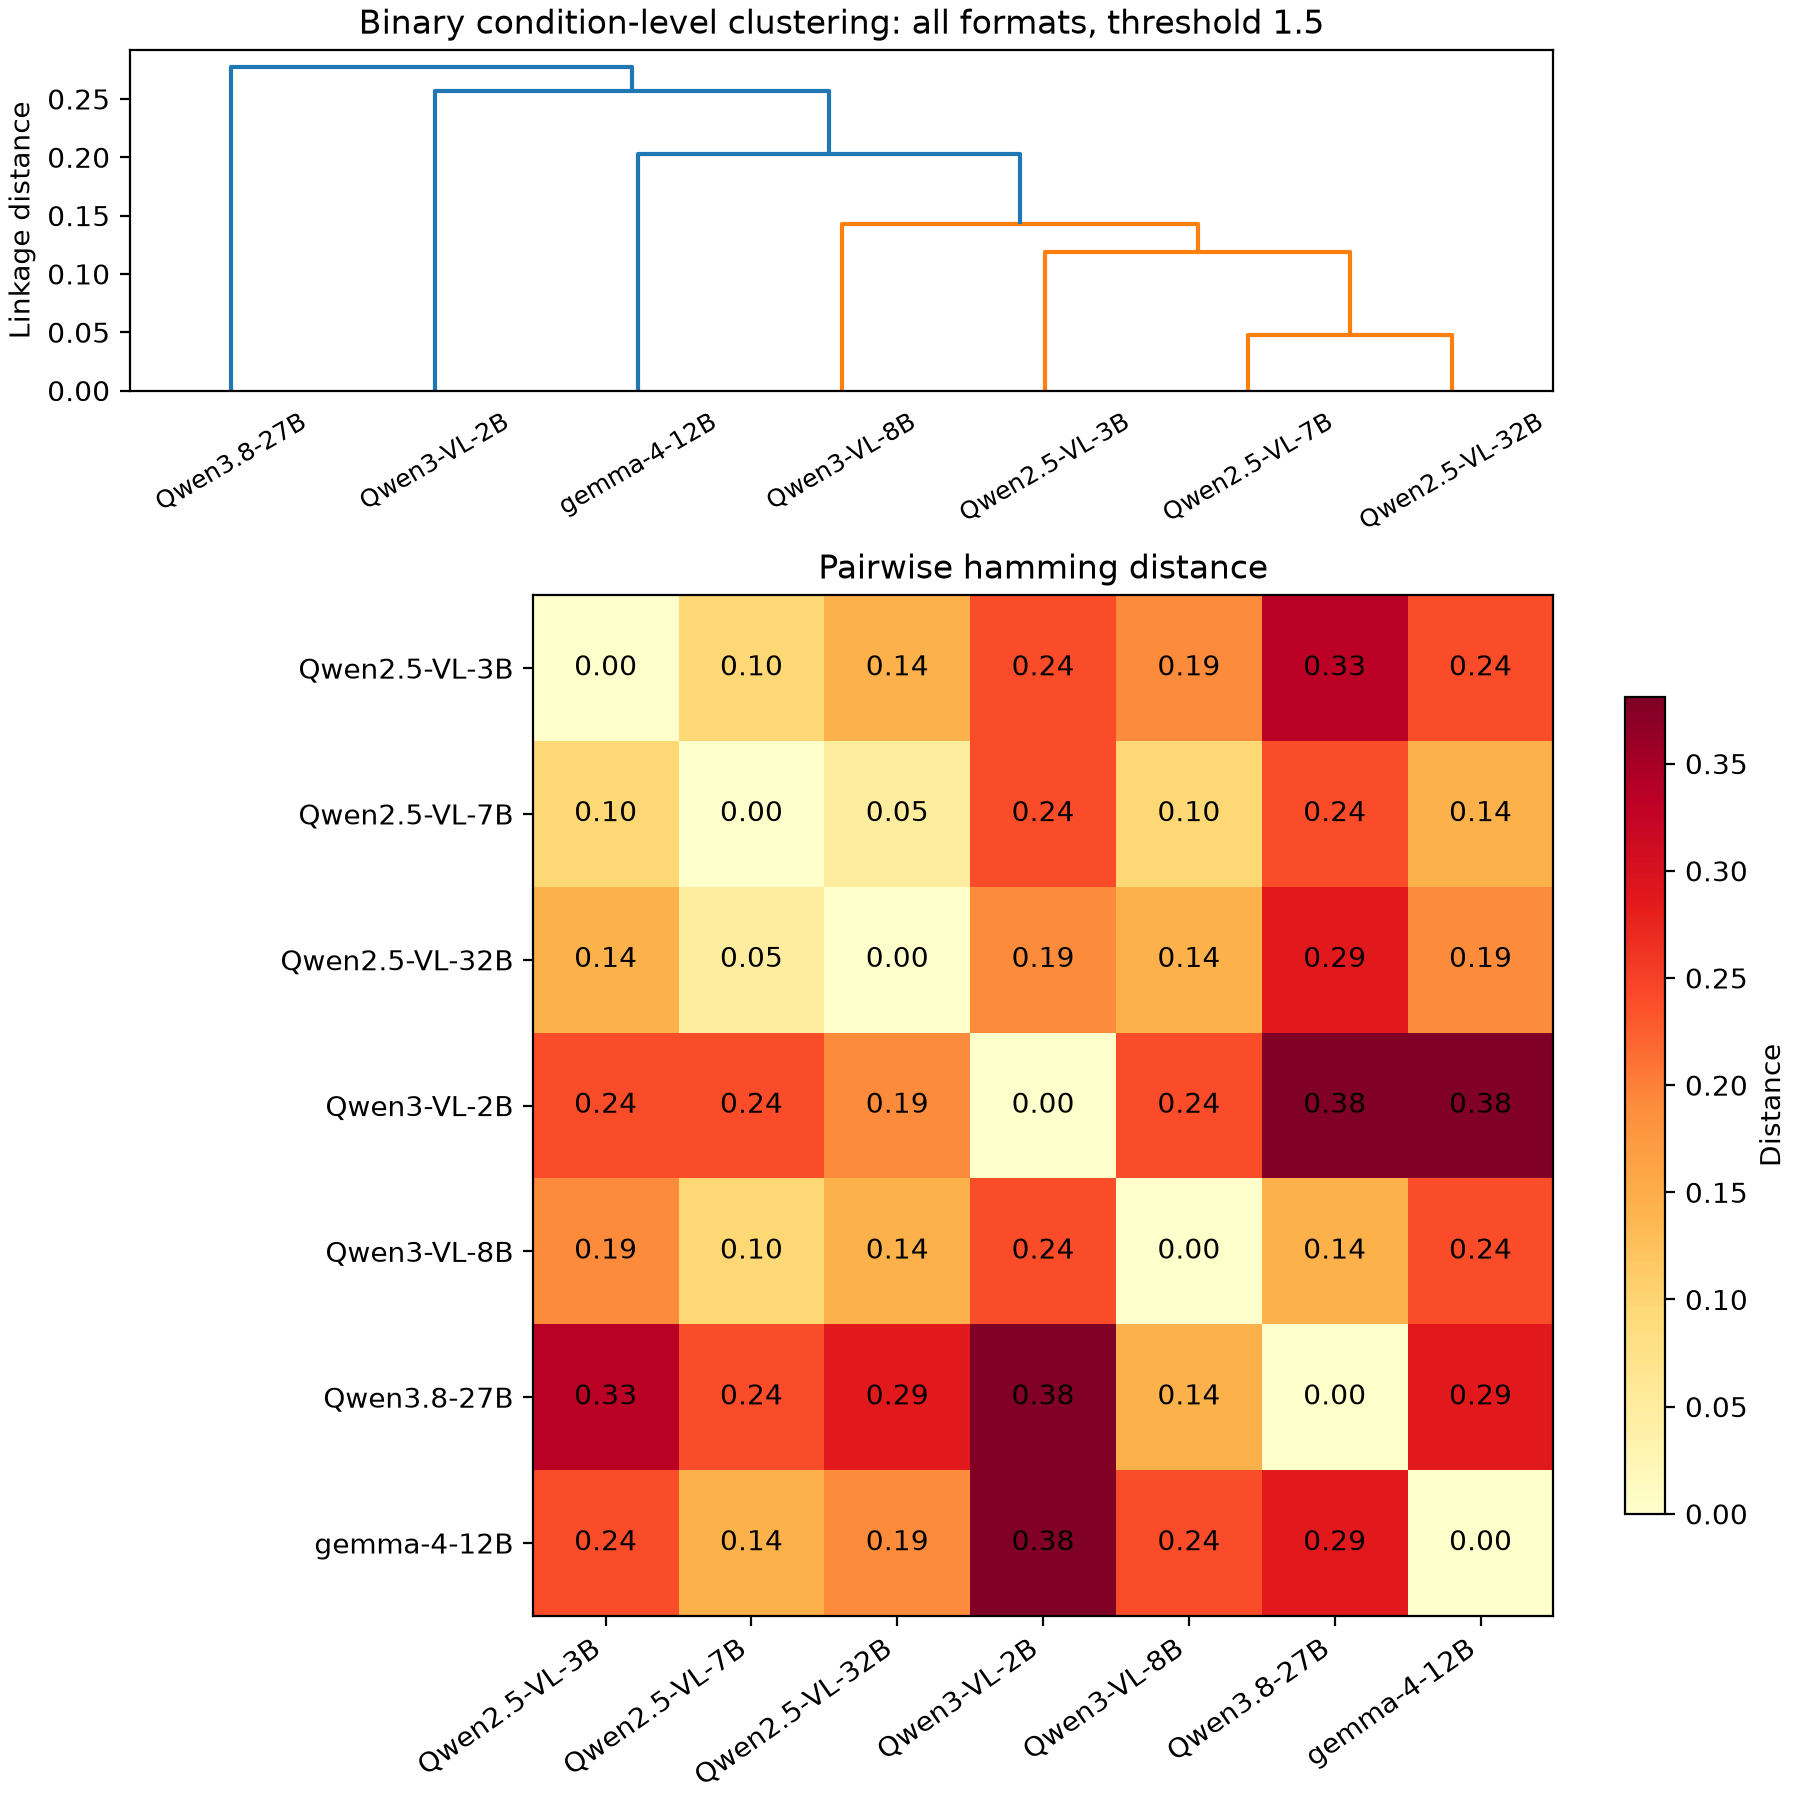 Binary condition-level clustering: all formats, threshold 1.5
Linkage distance
0.25
0.20
0.15
0.10
0.05
0.00
Qwen3.8-27B
Qwen3-VL-2B
gemma-4-12B
Qwen3-VL-8B
Qwen2.5-VL-3B
Qwen2.5-VL-7B
Qwen2.5-VL-32B
Pairwise hamming distance
Qwen2.5-VL-3B 0.00 0.10 0.14 0.24 0.19 0.33 0.24
Qwen2.5-VL-7B 0.10 0.00 0.05 0.24 0.10 0.24 0.14
Qwen2.5-VL-32B 0.14 0.05 0.00 0.19 0.14 0.29 0.19
Qwen3-VL-2B 0.24 0.24 0.19 0.00 0.24 0.38 0.38
Qwen3-VL-8B 0.19 0.10 0.14 0.24 0.00 0.14 0.24
Qwen3.8-27B 0.33 0.24 0.29 0.38 0.14 0.00 0.29
gemma-4-12B 0.24 0.14 0.19 0.38 0.24 0.29 0.00
Qwen2.5-VL-3B
Qwen2.5-VL-7B
Qwen2.5-VL-32B
Qwen3-VL-2B
Qwen3-VL-8B
Qwen3.8-27B
gemma-4-12B
0.35
0.30
0.25
0.20
0.15
0.10
0.05
0.00
Distance